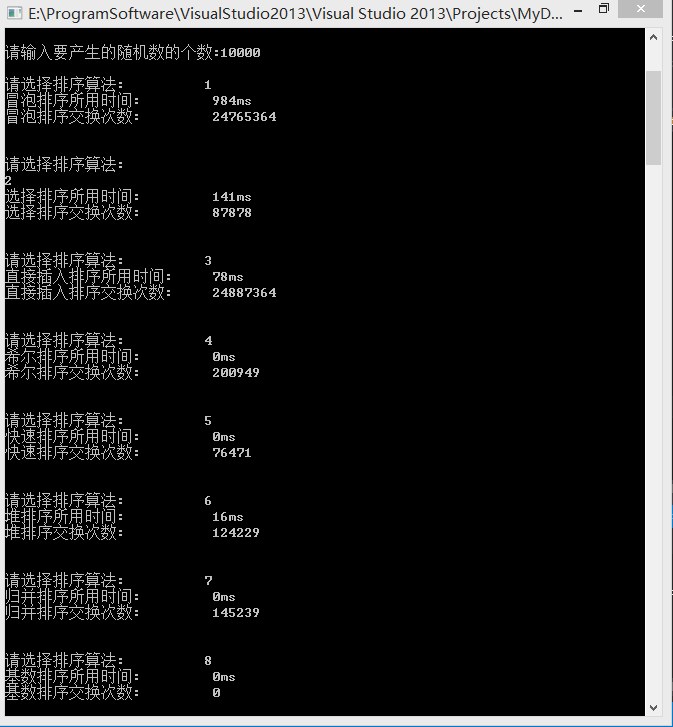 E:\ProgramSoftware\VisualStudio2013\Visual Studio 2013\Projects\MyD...
请输入要产生的随机数的个数:10000
请选择排序算法: 1
冒泡排序所用时间: 984ms
冒泡排序交换次数: 24765364
请选择排序算法:
2
选择排序所用时间: 141ms
选择排序交换次数: 87878
请选择排序算法: 3
直接插入排序所用时间: 78ms
直接插入排序交换次数: 24887364
请选择排序算法: 4
希尔排序所用时间: 0ms
希尔排序交换次数: 200949
请选择排序算法: 5
快速排序所用时间: 0ms
快速排序交换次数: 76471
请选择排序算法: 6
堆排序所用时间: 16ms
堆排序交换次数: 124229
请选择排序算法: 7
归并排序所用时间: 0ms
归并排序交换次数: 145239
请选择排序算法: 8
基数排序所用时间: 0ms
基数排序交换次数: 0